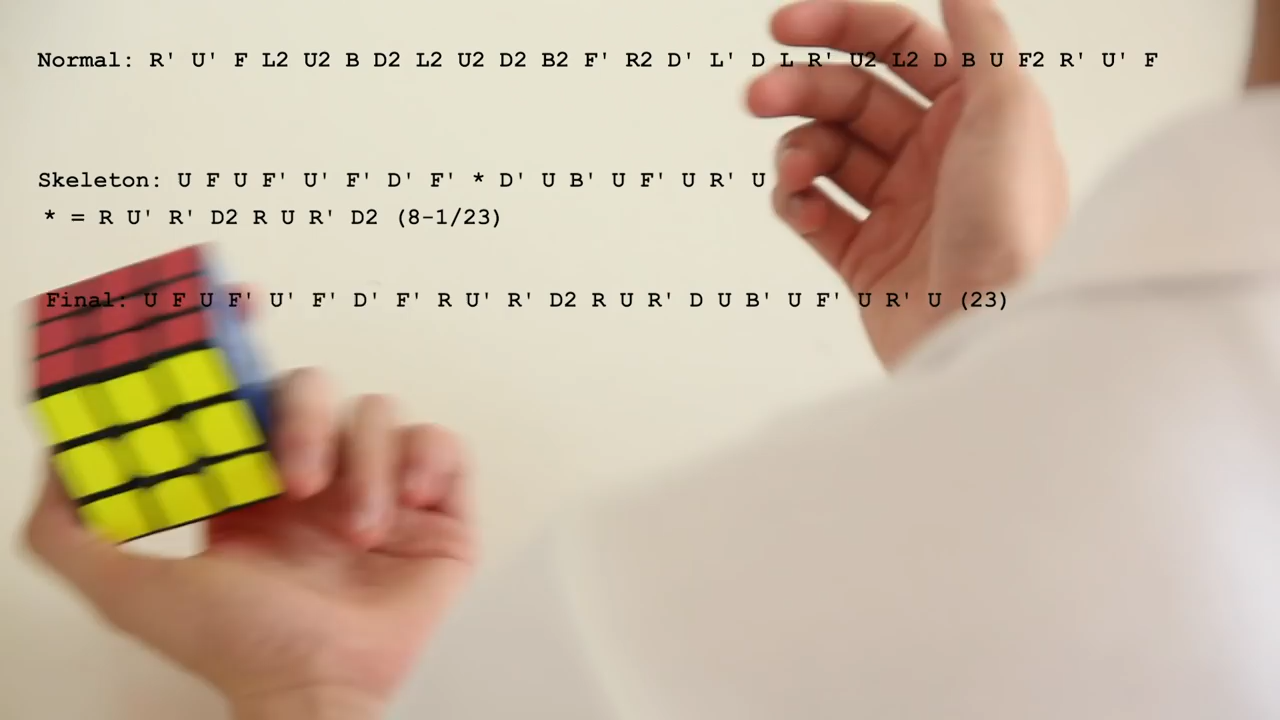 Normal: R' U' F L2 U2 B D2 L2 U2 D2 B2 F' R2 D' L' D L R' U2 L2 D B U F2 R' U' F
Skeleton: U F U F' U' F' D' F' * D' U B' U F' U R' U
* = R U' R' D2 R U R' D2 (8-1/23)
Final: U F U F' U' F' D' F' R U' R' D2 R U R' D U B' U F' U R' U (23)